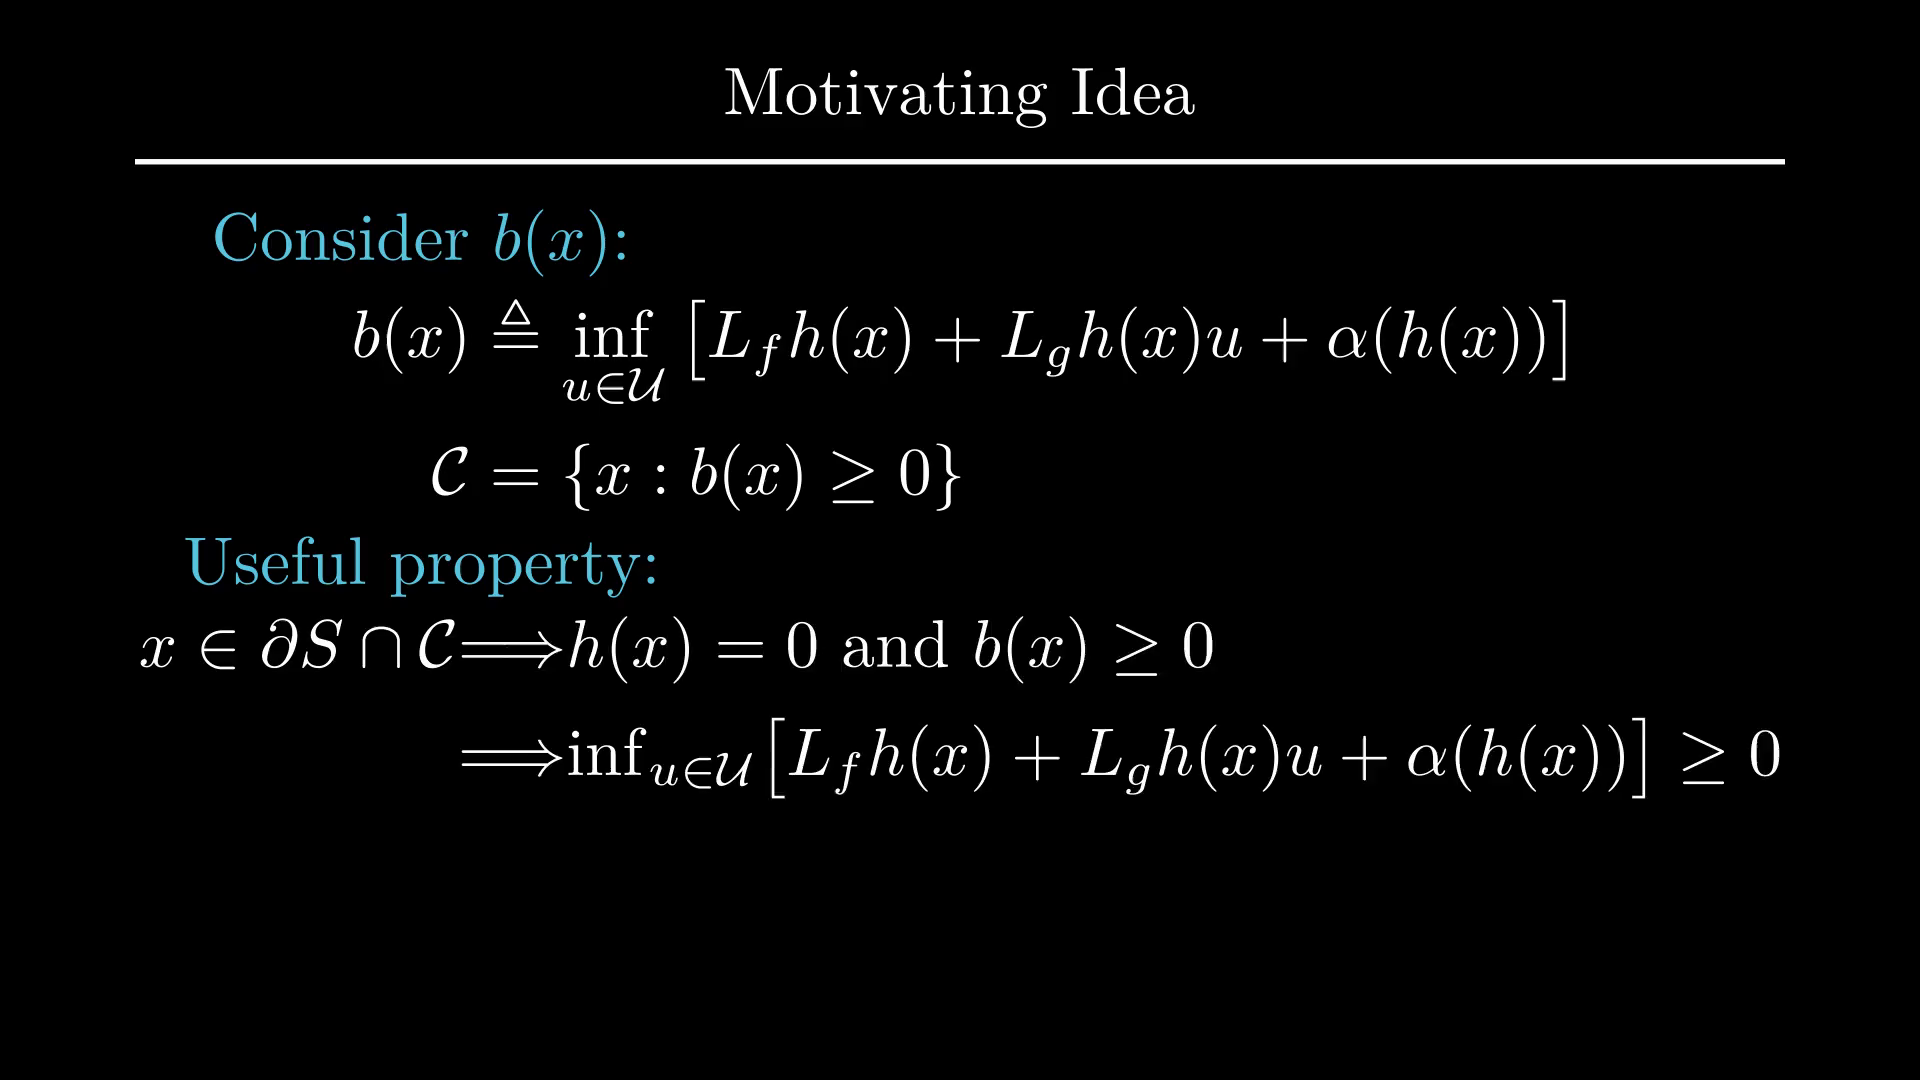 Motivating Idea
Consider b(x):
b(x) ≜ inf_{u∈𝒰} [L_f h(x) + L_g h(x)u + α(h(x))]
𝒞 = {x : b(x) ≥ 0}
Useful property:
x ∈ ∂S ∩ 𝒞 ⟹ h(x) = 0 and b(x) ≥ 0
⟹ inf_{u∈𝒰} [L_f h(x) + L_g h(x)u + α(h(x))] ≥ 0